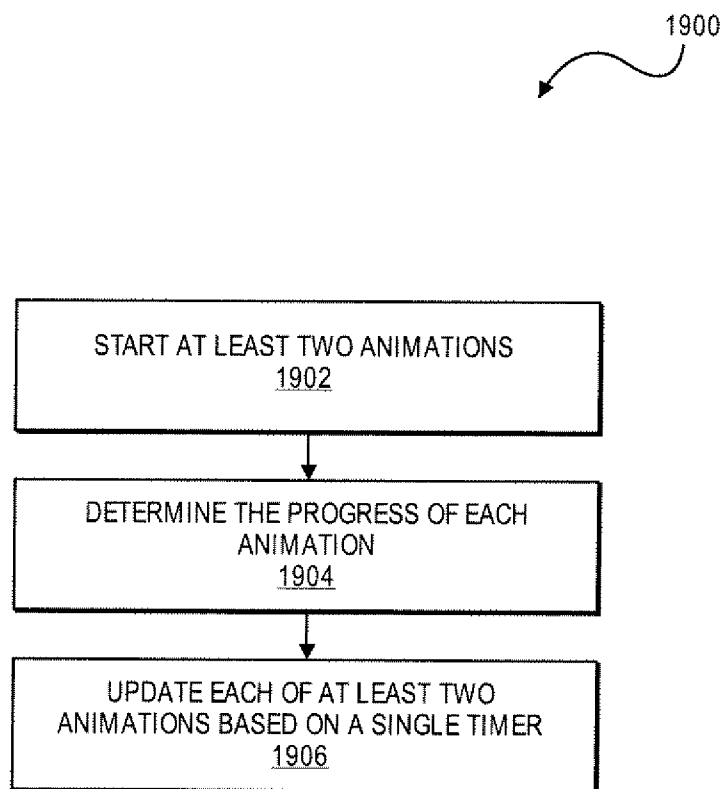 1900
START AT LEAST TWO ANIMATIONS
1902
DETERMINE THE PROGRESS OF EACH
ANIMATION
1904
UPDATE EACH OF AT LEAST TWO
ANIMATIONS BASED ON A SINGLE TIMER
1906